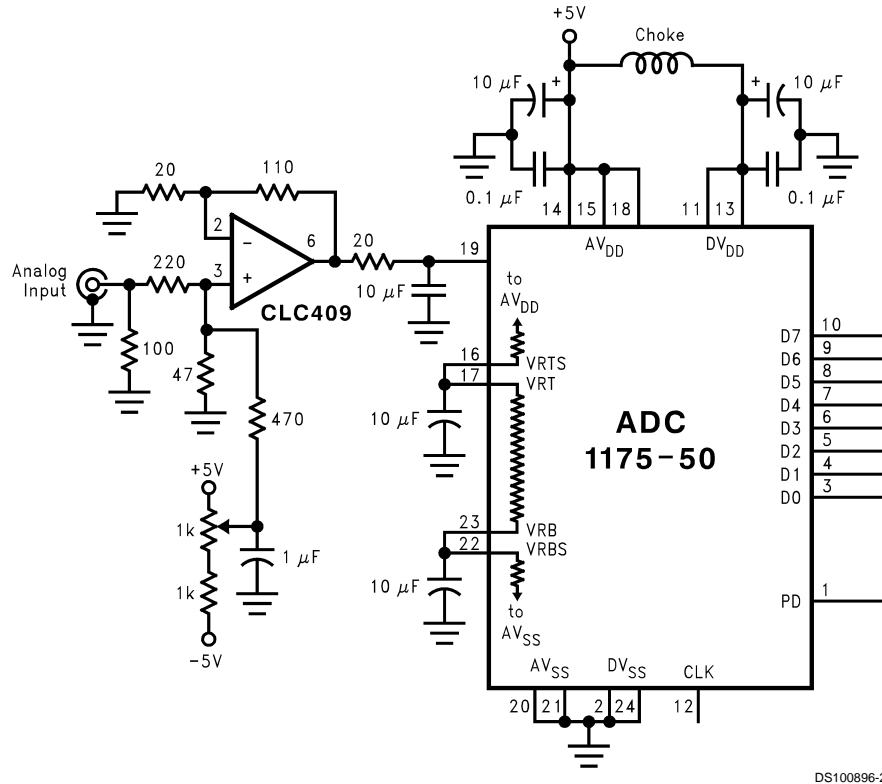 +5V
Choke
10 μF
+
+
10 μF
0.1 μF
0.1 μF
14
15
18
11
13
20
110
2
6
−
3
+
CLC409
20
19
AVDD
DVDD
Analog
Input
220
10 μF
to
AVDD
100
47
16
VRTS
17
VRT
D7
10
D6
9
D5
8
D4
7
D3
6
D2
5
D1
4
D0
3
470
10 μF
ADC
1175-50
+5V
1k
1 μF
23
VRB
22
VRBS
1k
10 μF
to
AVSS
PD
1
-5V
AVSS
DVSS
CLK
20
21
2
24
12
DS100896-2